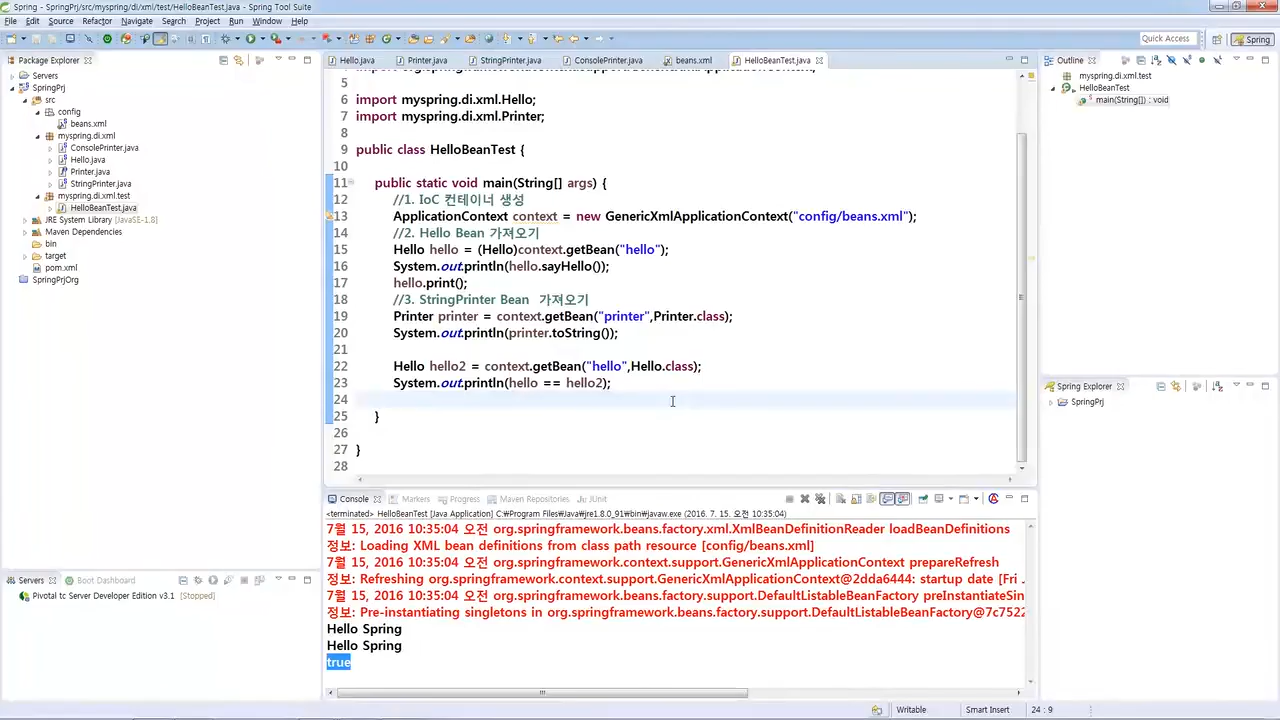 Spring - SpringPrj/src/myspring/di/xml/test/HelloBeanTest.java - Spring Tool Suite
File Edit Source Refactor Navigate Search Project Run Window Help
Quick Access
Spring
Package Explorer
Servers
SpringPrj
src
config
beans.xml
myspring.di.xml
ConsolePrinter.java
Hello.java
Printer.java
StringPrinter.java
myspring.di.xml.test
HelloBeanTest.java
JRE System Library [JavaSE-1.8]
Maven Dependencies
bin
target
pom.xml
SpringPrjOrg
Servers Boot Dashboard
Pivotal tc Server Developer Edition v3.1 [Stopped]
Hello.java Printer.java StringPrinter.java ConsolePrinter.java beans.xml HelloBeanTest.java
5
6 import myspring.di.xml.Hello;
7 import myspring.di.xml.Printer;
8
9 public class HelloBeanTest {
10
11 public static void main(String[] args) {
12 //1. IoC 컨테이너 생성
13 ApplicationContext context = new GenericXmlApplicationContext("config/beans.xml");
14 //2. Hello Bean 가져오기
15 Hello hello = (Hello)context.getBean("hello");
16 System.out.println(hello.sayHello());
17 hello.print();
18 //3. StringPrinter Bean 가져오기
19 Printer printer = context.getBean("printer",Printer.class);
20 System.out.println(printer.toString());
21
22 Hello hello2 = context.getBean("hello",Hello.class);
23 System.out.println(hello == hello2);
24
25 }
26
27 }
28
Console Markers Progress Maven Repositories JUnit
<terminated> HelloBeanTest [Java Application] C:\Program Files\Java\jre1.8.0_91\bin\javaw.exe (2016. 7. 15. 오전 10:35:04)
7월 15, 2016 10:35:04 오전 org.springframework.beans.factory.xml.XmlBeanDefinitionReader loadBeanDefinitions
정보: Loading XML bean definitions from class path resource [config/beans.xml]
7월 15, 2016 10:35:04 오전 org.springframework.context.support.GenericXmlApplicationContext prepareRefresh
정보: Refreshing org.springframework.context.support.GenericXmlApplicationContext@2dda6444: startup date [Fri
7월 15, 2016 10:35:04 오전 org.springframework.beans.factory.support.DefaultListableBeanFactory preInstantiateSin
정보: Pre-instantiating singletons in org.springframework.beans.factory.support.DefaultListableBeanFactory@7c7522
Hello Spring
Hello Spring
true
Outline
myspring.di.xml.test
HelloBeanTest
main(String[]) : void
Spring Explorer
SpringPrj
Writable Smart Insert 24 : 9